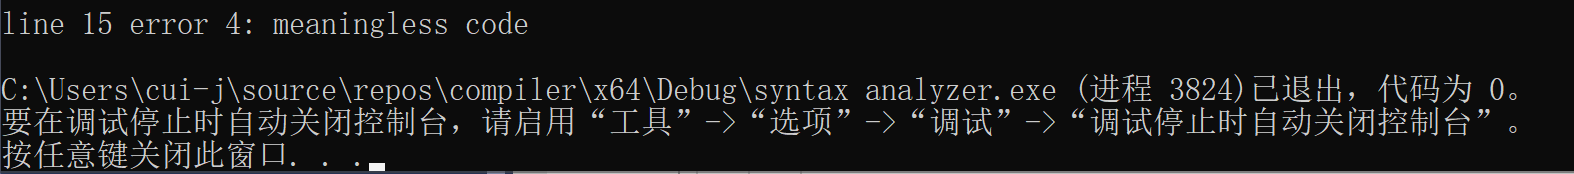 line 15 error 4: meaningless code
C:\Users\cui-j\source\repos\compiler\x64\Debug\syntax analyzer.exe (进程 3824)已退出，代码为 0。
要在调试停止时自动关闭控制台，请启用“工具”->“选项”->“调试”->“调试停止时自动关闭控制台”。
按任意键关闭此窗口. . .